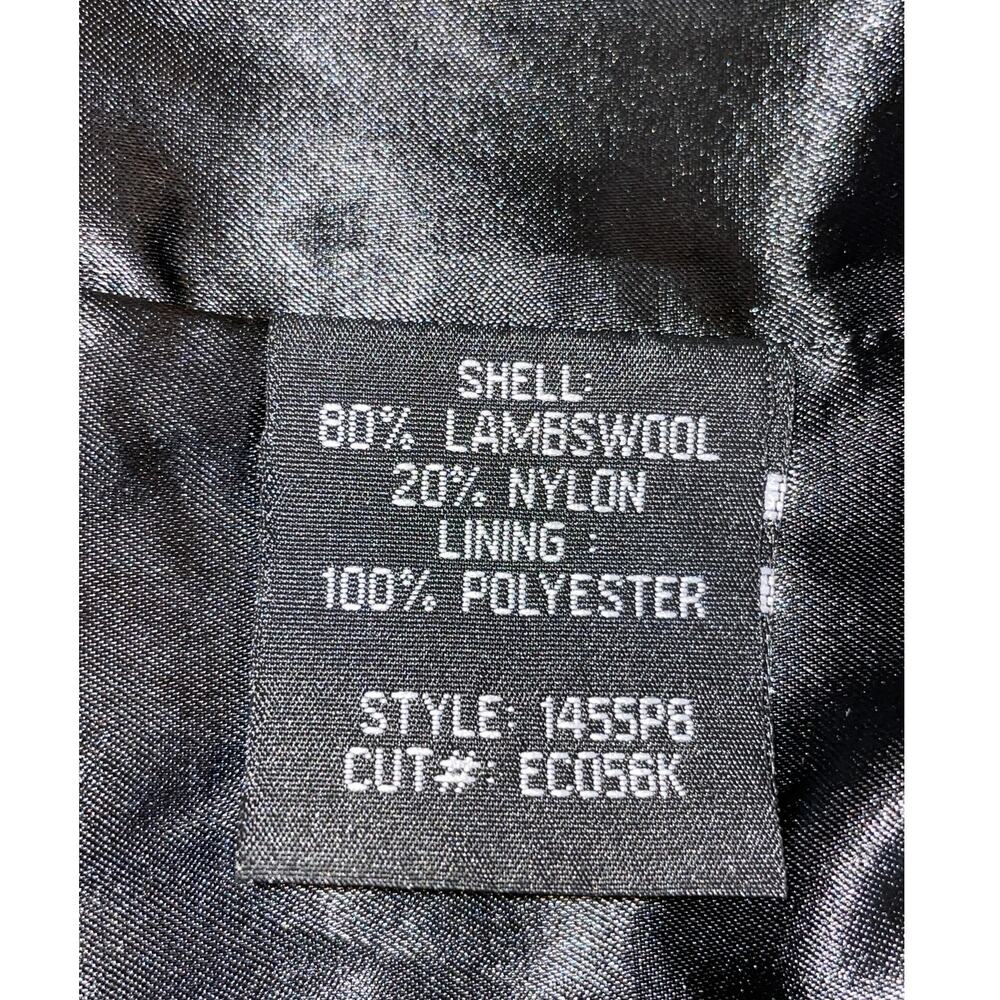 SHELL:
80% LAMBSWOOL
20% NYLON
LINING :
100% POLYESTER
STYLE: 1455P8
CUT#: EC056K